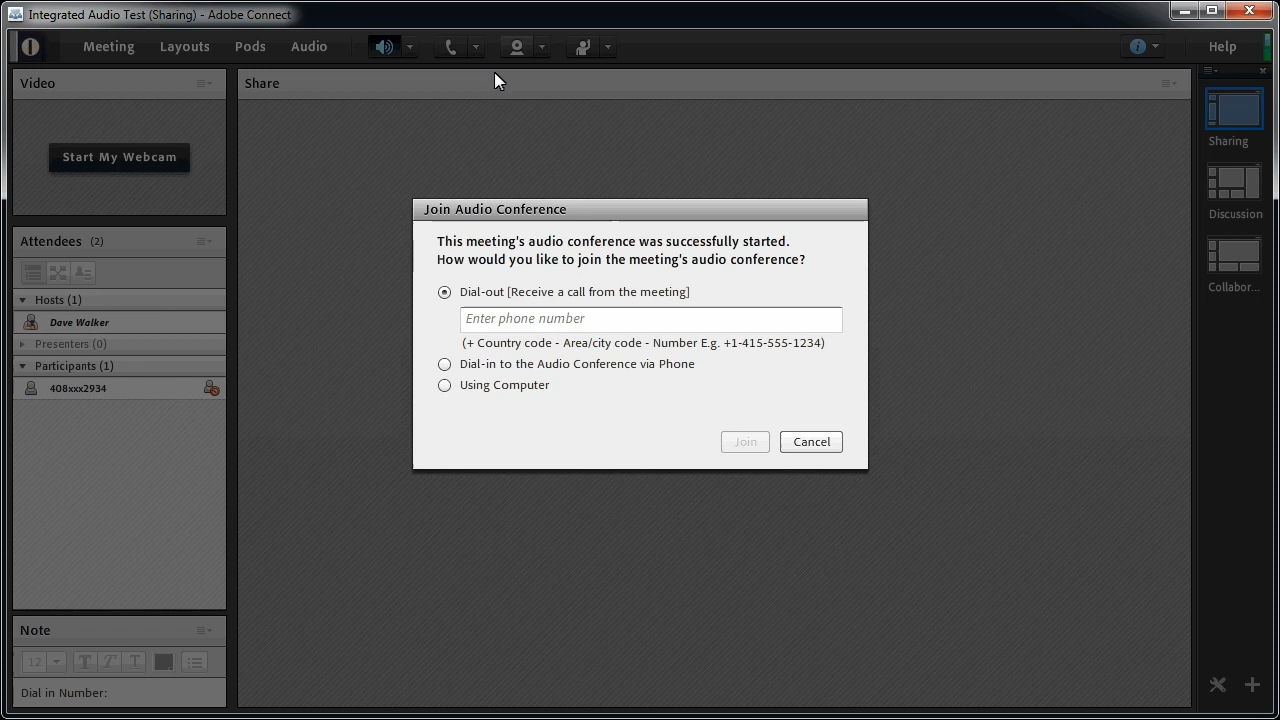 Integrated Audio Test (Sharing) - Adobe Connect
Meeting Layouts Pods Audio Help
Video
Start My Webcam
Attendees (2)
Hosts (1)
Dave Walker
Presenters (0)
Participants (1)
408xxx2934
Note
12 T T T
Dial in Number:
Share
Join Audio Conference
This meeting's audio conference was successfully started.
How would you like to join the meeting's audio conference?
Dial-out [Receive a call from the meeting]
Enter phone number
(+ Country code - Area/city code - Number E.g. +1-415-555-1234)
Dial-in to the Audio Conference via Phone
Using Computer
Join Cancel
Sharing
Discussion
Collabor...